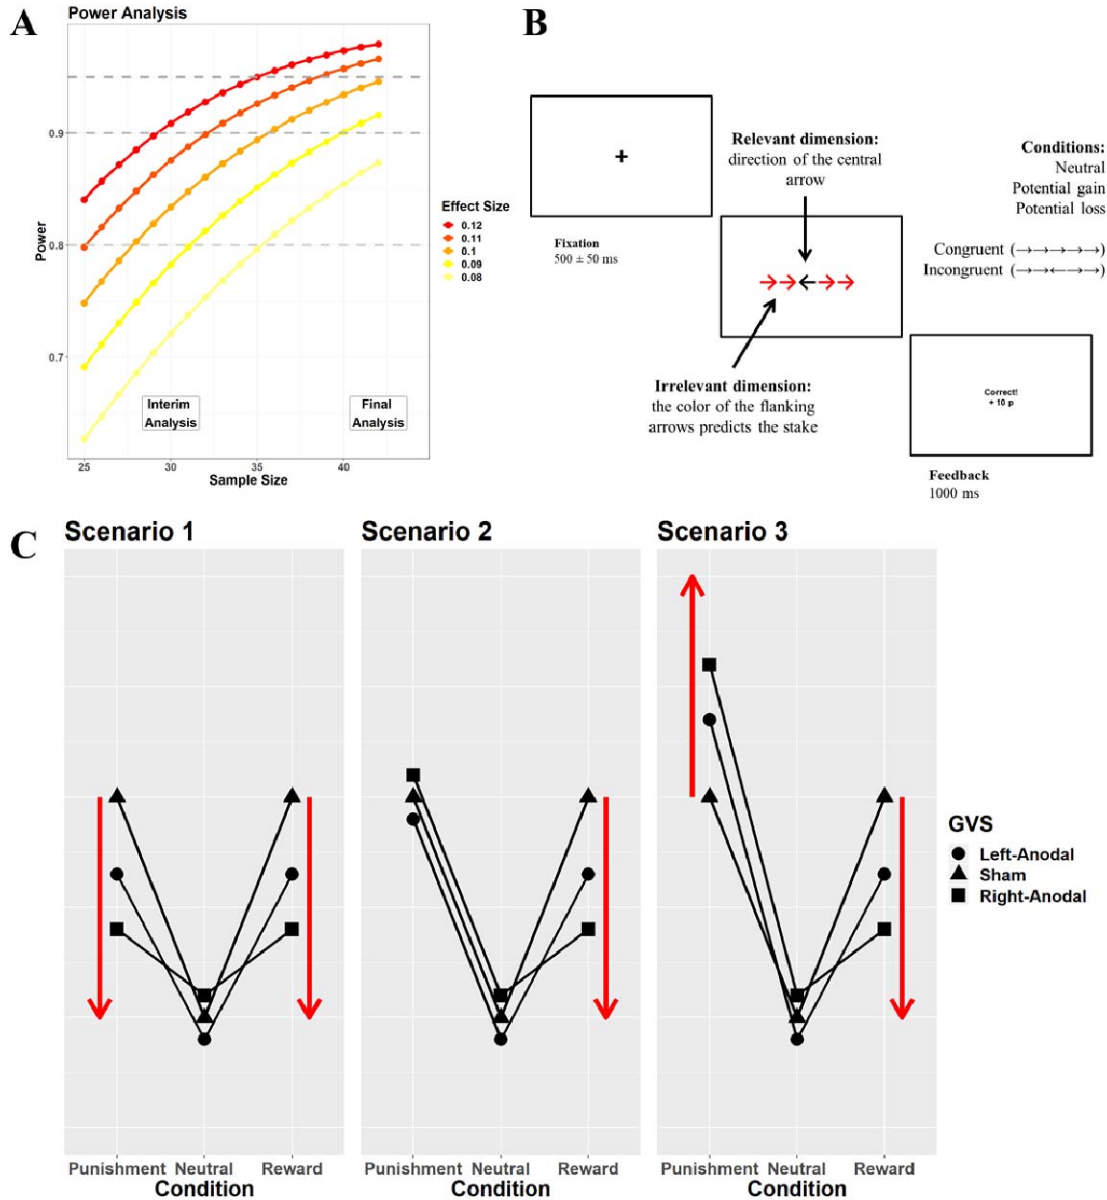 A
Power Analysis
0.9
0.8
0.7
Power
25
30
35
40
Sample Size
Interim
Analysis
Final
Analysis
Effect Size
0.12
0.11
0.1
0.09
0.08
B
+
Fixation
500 ± 50 ms
Relevant dimension:
direction of the central
arrow
→→←→→
Irrelevant dimension:
the color of the flanking
arrows predicts the stake
Conditions:
Neutral
Potential gain
Potential loss
Congruent (→→→→→)
Incongruent (→→←→→)
Correct!
+ 10 p
Feedback
1000 ms
C
Scenario 1
Scenario 2
Scenario 3
Punishment Neutral Reward
Condition
Punishment Neutral Reward
Condition
Punishment Neutral Reward
Condition
GVS
Left-Anodal
Sham
Right-Anodal